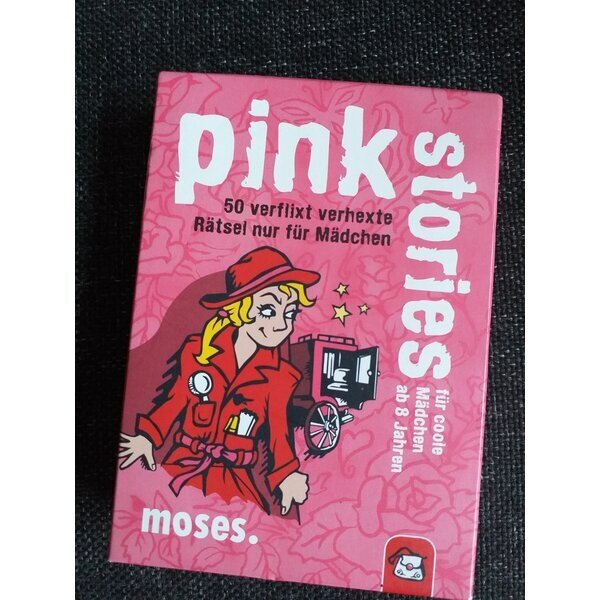 pink
stories
50 verflixt verhexte
Rätsel nur für Mädchen
für coole
Mädchen
ab 8 Jahren
moses.